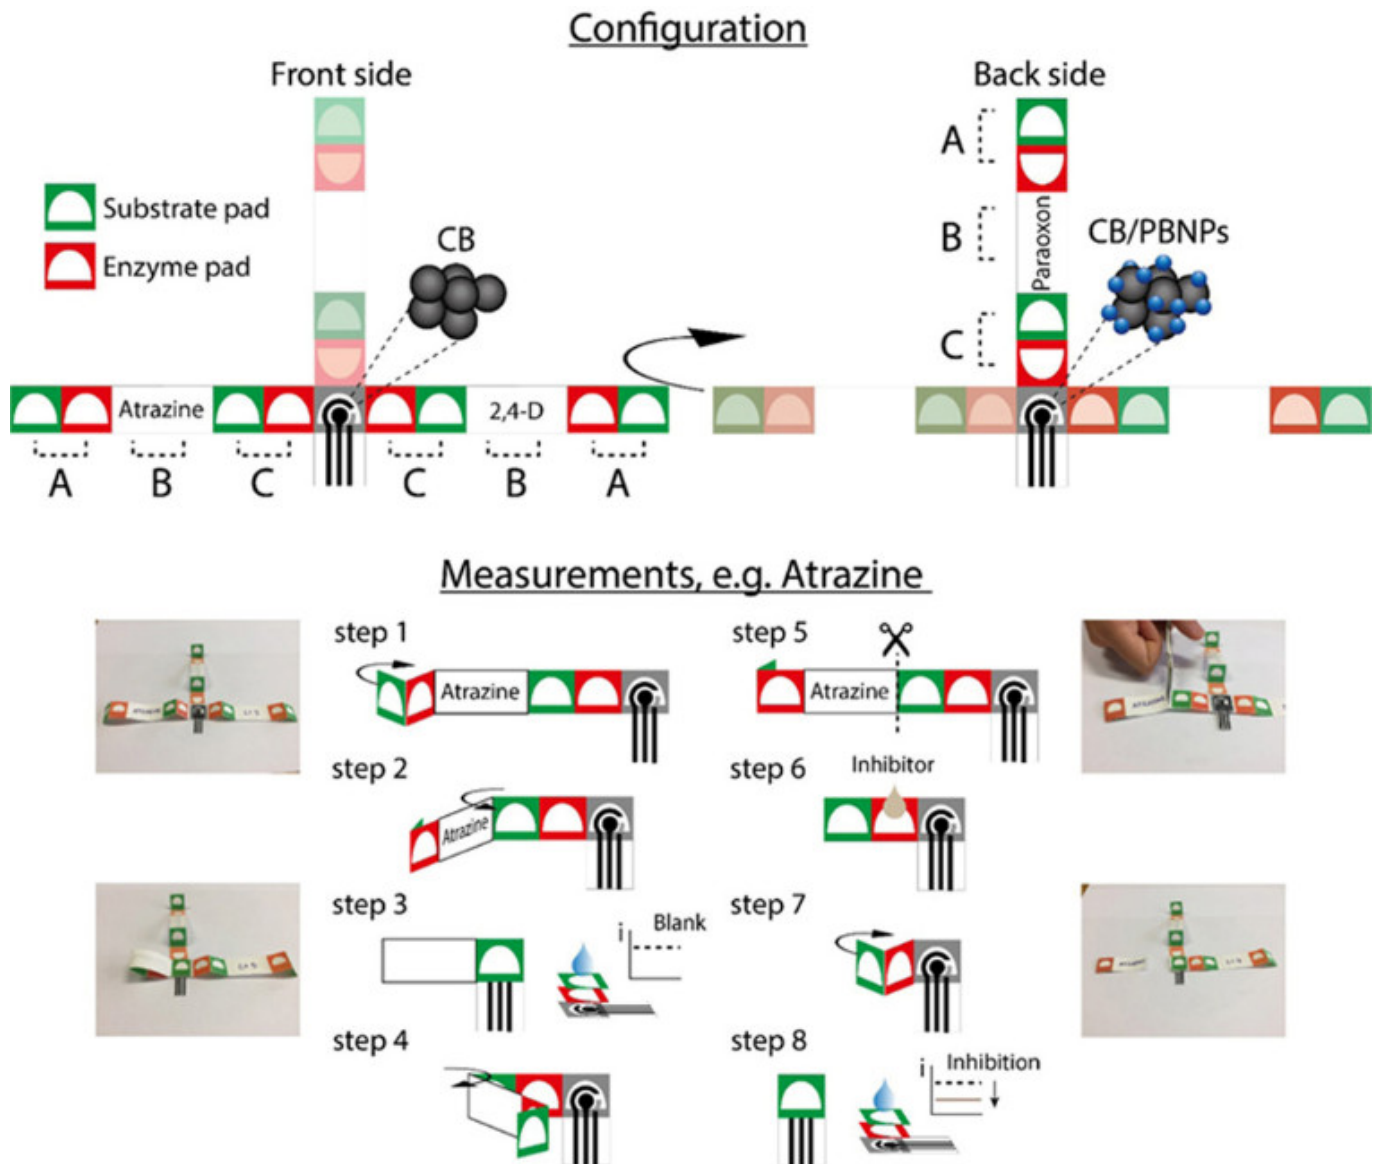 Configuration
Front side
Back side
Substrate pad
Enzyme pad
CB
A
B
C
Paraoxon
CB/PBNPs
Atrazine
2,4-D
A
B
C
C
B
A
Measurements, e.g. Atrazine
step 1
Atrazine
step 2
Atrazine
step 3
i
Blank
step 4
step 5
Atrazine
step 6
Inhibitor
step 7
step 8
i
Inhibition